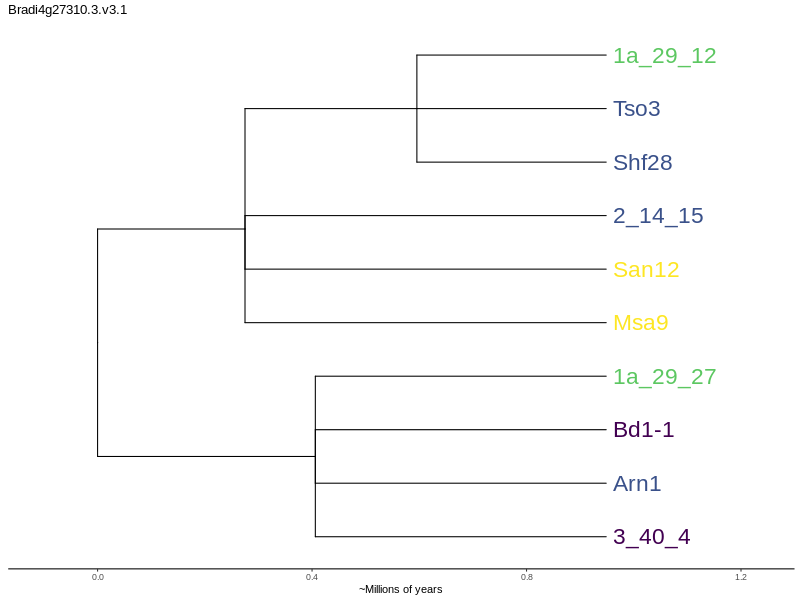 Bradi4g27310.3.v3.1
1a_29_12
Tso3
Shf28
2_14_15
San12
Msa9
1a_29_27
Bd1-1
Arn1
3_40_4
0.0 0.4 0.8 1.2
~Millions of years